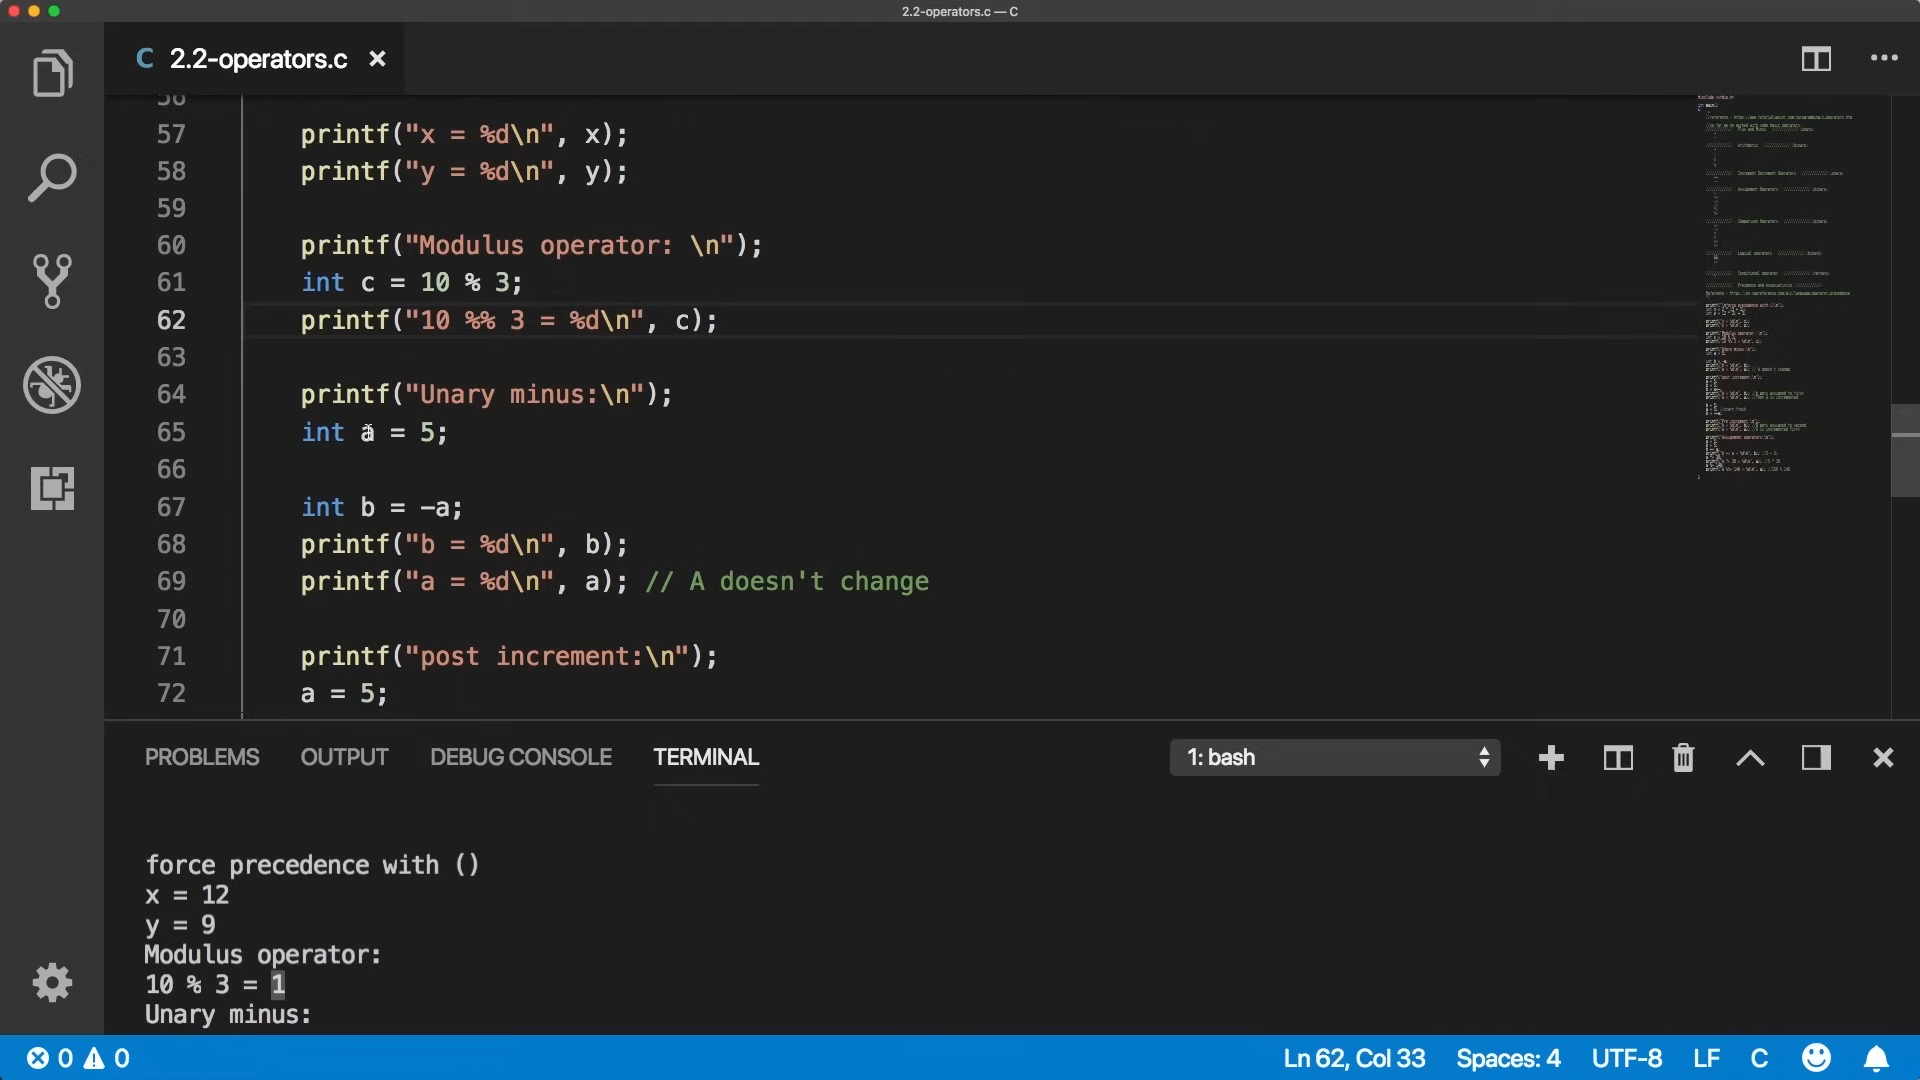 2.2-operators.c — C
C 2.2-operators.c ×
57 printf("x = %d\n", x);
58 printf("y = %d\n", y);
59
60 printf("Modulus operator: \n");
61 int c = 10 % 3;
62 printf("10 %% 3 = %d\n", c);
63
64 printf("Unary minus:\n");
65 int a = 5;
66
67 int b = -a;
68 printf("b = %d\n", b);
69 printf("a = %d\n", a); // A doesn't change
70
71 printf("post increment:\n");
72 a = 5;
PROBLEMS OUTPUT DEBUG CONSOLE TERMINAL 1: bash
force precedence with ()
x = 12
y = 9
Modulus operator:
10 % 3 = 1
Unary minus:
0 0 Ln 62, Col 33 Spaces: 4 UTF-8 LF C